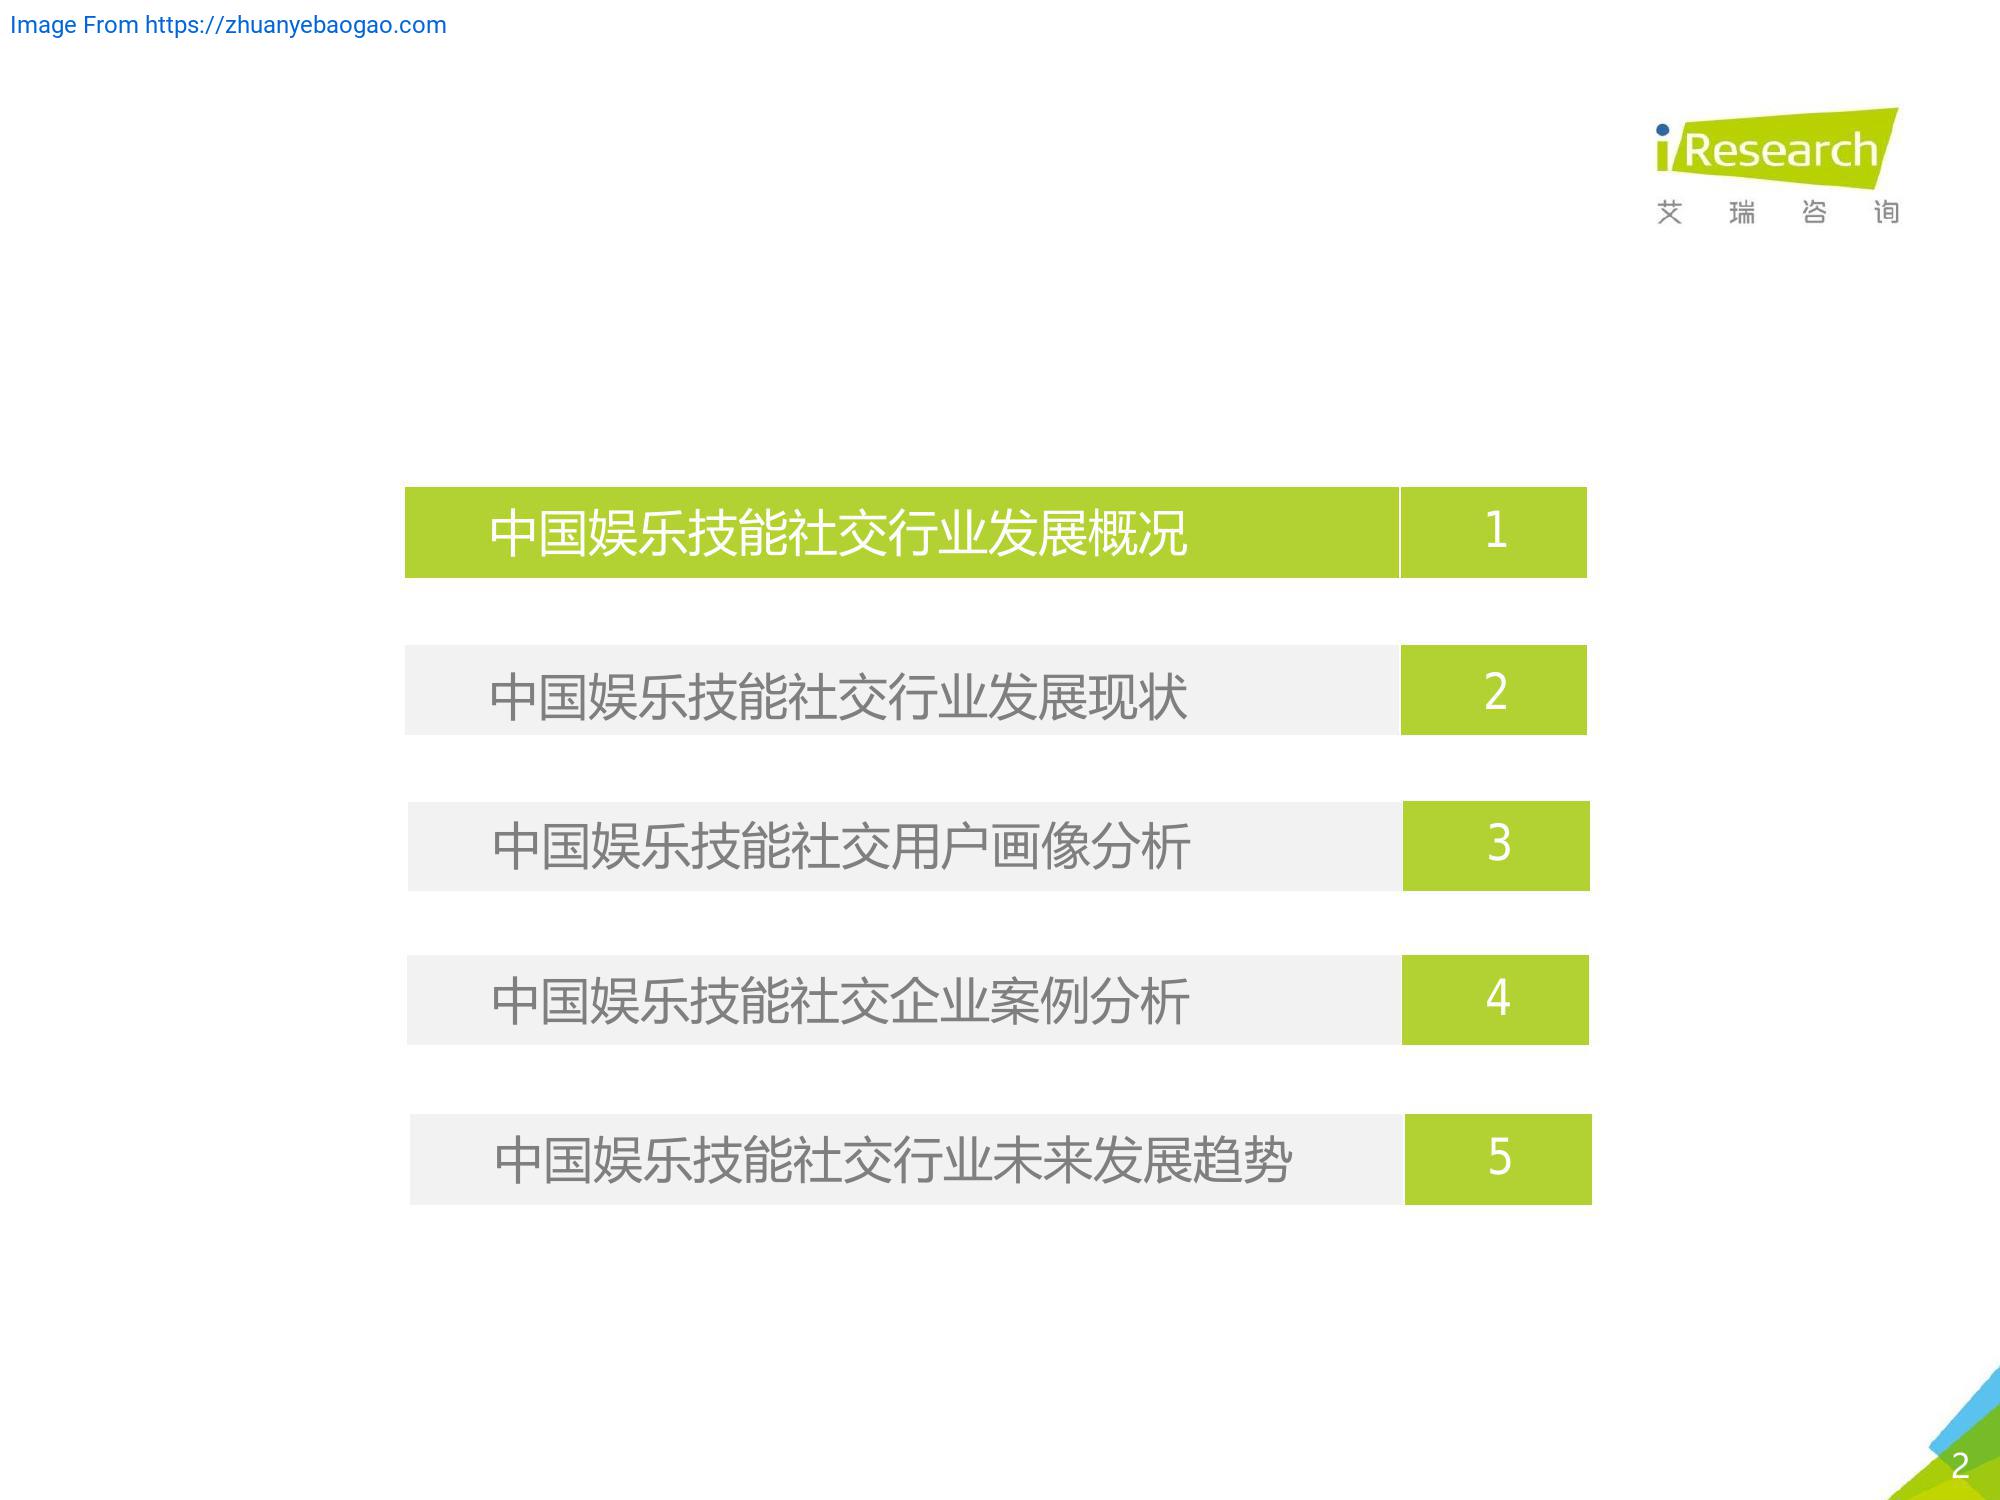 Image From https://zhuanyebaogao.com
iResearch
艾瑞咨询
中国娱乐技能社交行业发展概况 1
中国娱乐技能社交行业发展现状 2
中国娱乐技能社交用户画像分析 3
中国娱乐技能社交企业案例分析 4
中国娱乐技能社交行业未来发展趋势 5
2